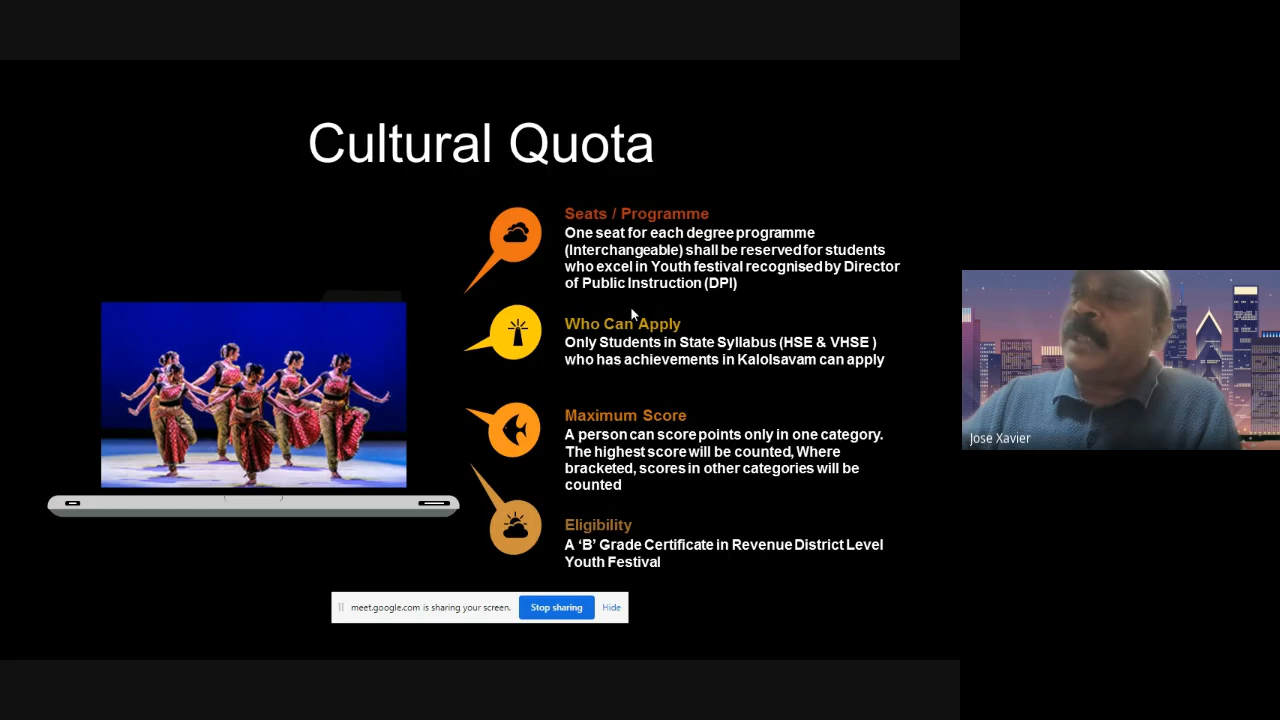 Cultural Quota
Seats / Programme
One seat for each degree programme
(Interchangeable) shall be reserved for students
who excel in Youth festival recognised by Director
of Public Instruction (DPI)
Who Can Apply
Only Students in State Syllabus (HSE & VHSE )
who has achievements in Kalolsavam can apply
Maximum Score
A person can score points only in one category.
The highest score will be counted, Where
bracketed, scores in other categories will be
counted
Eligibility
A ‘B’ Grade Certificate in Revenue District Level
Youth Festival
meet.google.com is sharing your screen.
Stop sharing
Hide
Jose Xavier